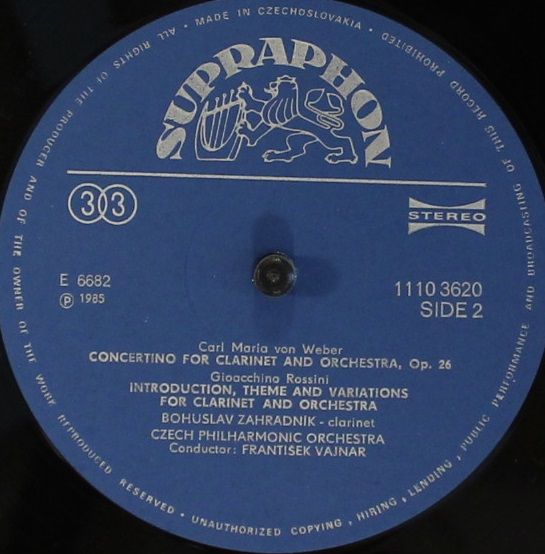 • MADE IN CZECHOSLOVAKIA • ALL RIGHTS OF THE PRODUCER AND OF THE OWNER OF THE WORK REPRODUCED RESERVED • UNAUTHORIZED COPYING, HIRING, LENDING, PUBLIC PERFORMANCE AND BROADCASTING OF THIS RECORD PROHIBITED
SUPRAPHON
33
STEREO
E 6682
℗ 1985
1110 3620
SIDE 2
Carl Maria von Weber
CONCERTINO FOR CLARINET AND ORCHESTRA, Op. 26
Gioacchino Rossini
INTRODUCTION, THEME AND VARIATIONS
FOR CLARINET AND ORCHESTRA
BOHUSLAV ZAHRADNÍK - clarinet
CZECH PHILHARMONIC ORCHESTRA
Conductor: FRANTIŠEK VAJNAR